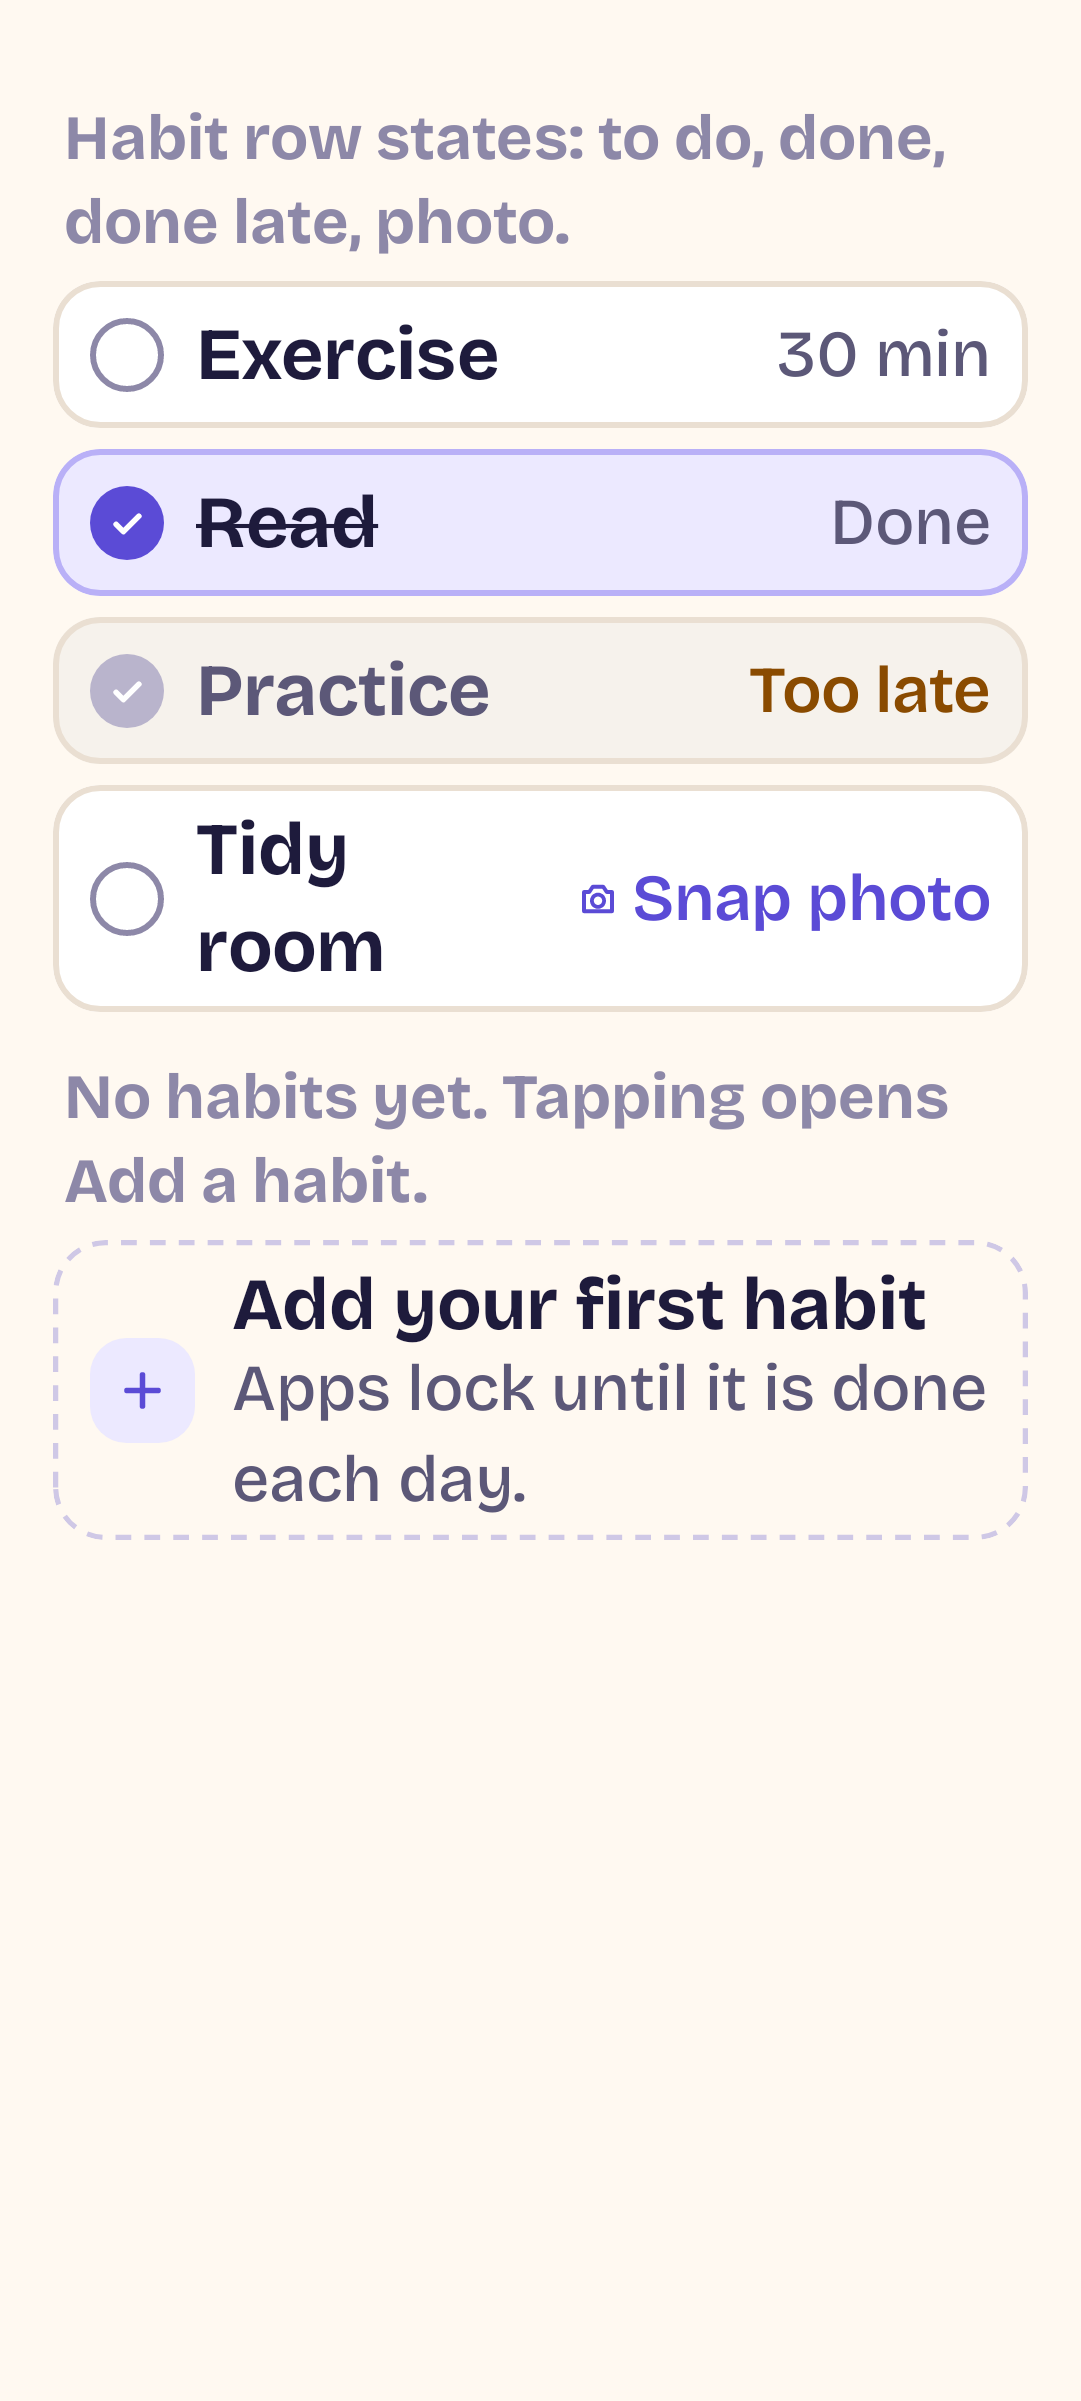 Habit row states: to do, done,
done late, photo.
Exercise 30 min
Read Done
Practice Too late
Tidy
room
Snap photo
No habits yet. Tapping opens
Add a habit.
Add your first habit
Apps lock until it is done
each day.